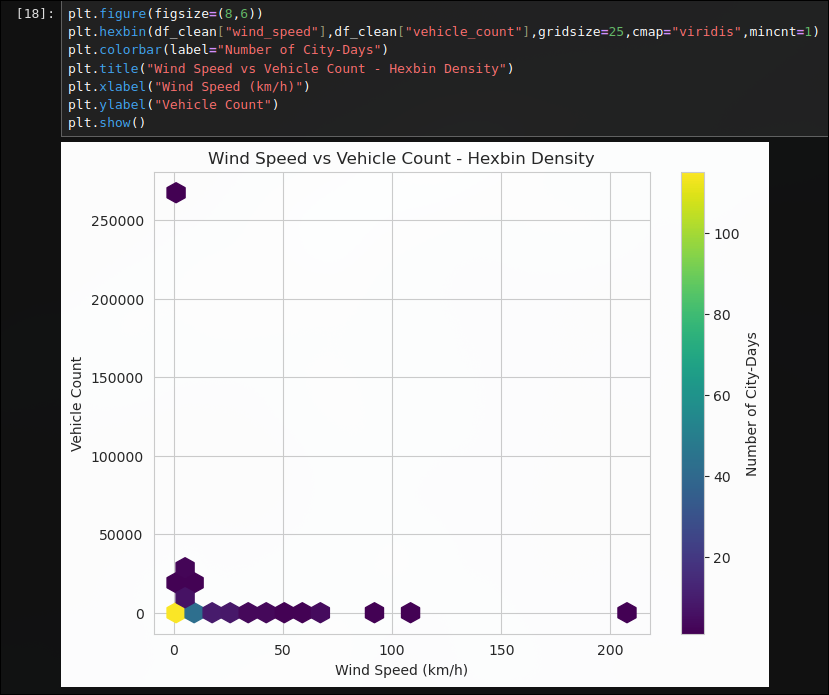 [18]: plt.figure(figsize=(8,6))
plt.hexbin(df_clean["wind_speed"],df_clean["vehicle_count"],gridsize=25,cmap="viridis",mincnt=1)
plt.colorbar(label="Number of City-Days")
plt.title("Wind Speed vs Vehicle Count - Hexbin Density")
plt.xlabel("Wind Speed (km/h)")
plt.ylabel("Vehicle Count")
plt.show()
Wind Speed vs Vehicle Count - Hexbin Density
Vehicle Count
250000
200000
150000
100000
50000
0
0 50 100 150 200
Wind Speed (km/h)
100
80
60
40
20
Number of City-Days